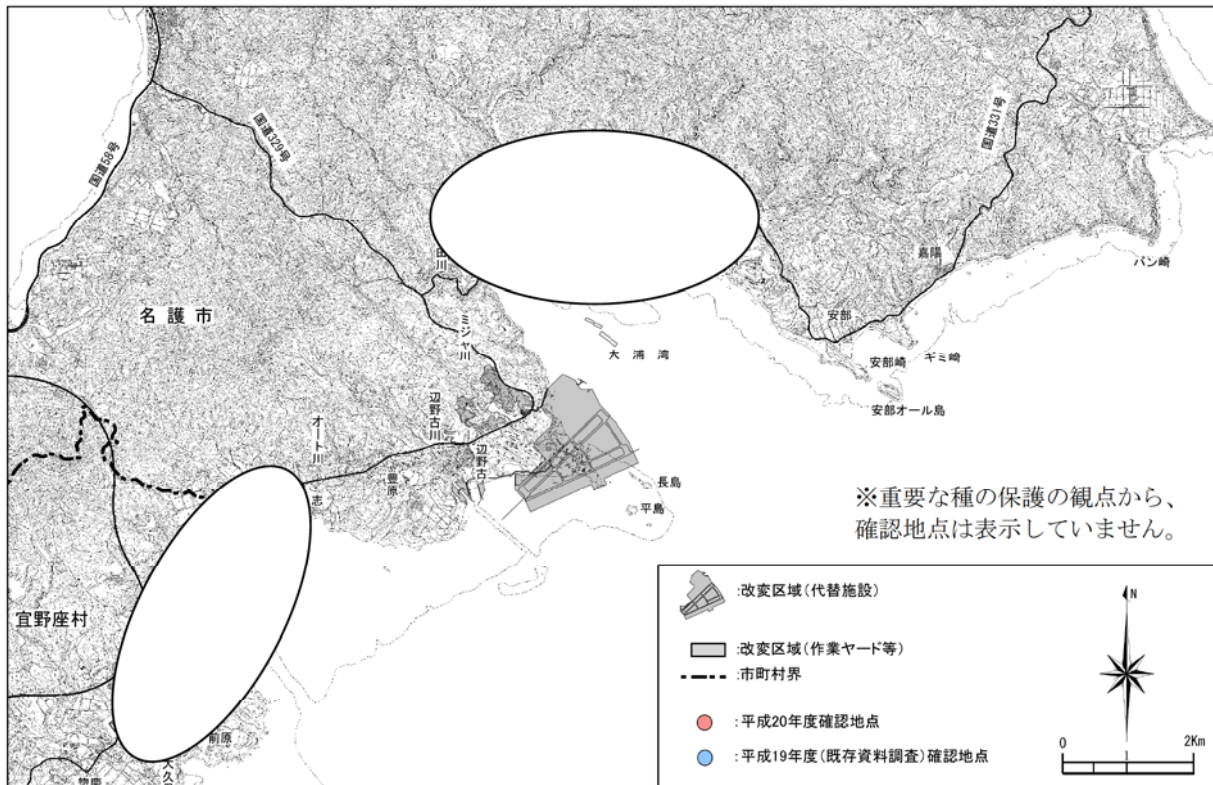 国道58号
国道329号
国道331号
田川
嘉陽
バン崎
名護市
ミジャ川
安部
大浦湾
安部崎
ギミ崎
安部オール島
辺野古川
オート川
辺野古
豊原
志
長島
平島
※重要な種の保護の観点から、
確認地点は表示していません。
:改変区域(代替施設)
N
宜野座村
:改変区域(作業ヤード等)
:市町村界
:平成20年度確認地点
前原
:平成19年度(既存資料調査)確認地点
0
1
2Km